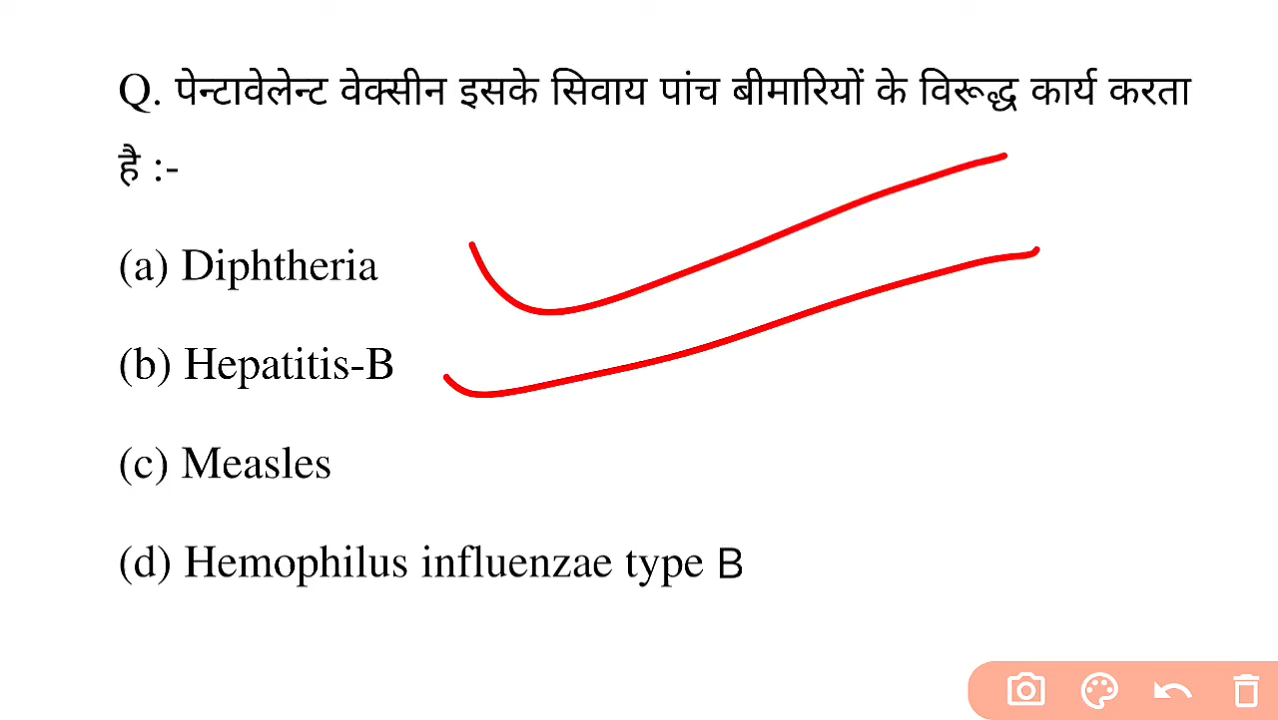 Q. पेन्टावेलेन्ट वेक्सीन इसके सिवाय पांच बीमारियों के विरूद्ध कार्य करता
है :-
(a) Diphtheria
(b) Hepatitis-B
(c) Measles
(d) Hemophilus influenzae type B